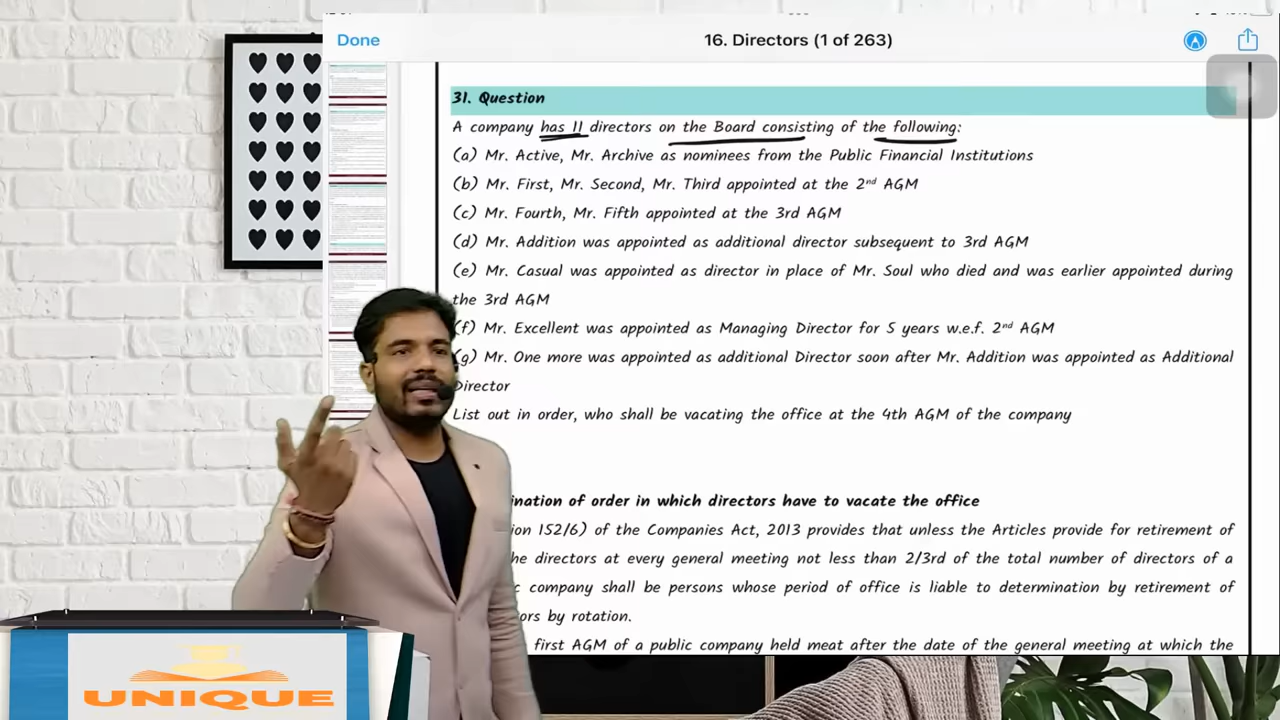 Done
16. Directors (1 of 263)
31. Question
A company has 11 directors on the Board consisting of the following:
(a) Mr. Active, Mr. Archive as nominees from the Public Financial Institutions
(b) Mr. First, Mr. Second, Mr. Third appointed at the 2nd AGM
(c) Mr. Fourth, Mr. Fifth appointed at the 3rd AGM
(d) Mr. Addition was appointed as additional Director subsequent to 3rd AGM
(e) Mr. Casual was appointed as director in place of Mr. Soul who died and was earlier appointed during
the 3rd AGM
(f) Mr. Excellent was appointed as Managing Director for 5 years w.e.f. 2nd AGM
(g) Mr. One more was appointed as additional Director soon after Mr. Addition was appointed as Additional
Director
List out in order, who shall be vacating the office at the 4th AGM of the company
ination of order in which directors have to vacate the office
ion 152(6) of the Companies Act, 2013 provides that unless the Articles provide for retirement of
he directors at every general meeting not less than 2/3rd of the total number of directors of a
c company shall be persons whose period of office is liable to determination by retirement of
ors by rotation.
first AGM of a public company held meat after the date of the general meeting at which the
UNIQUE